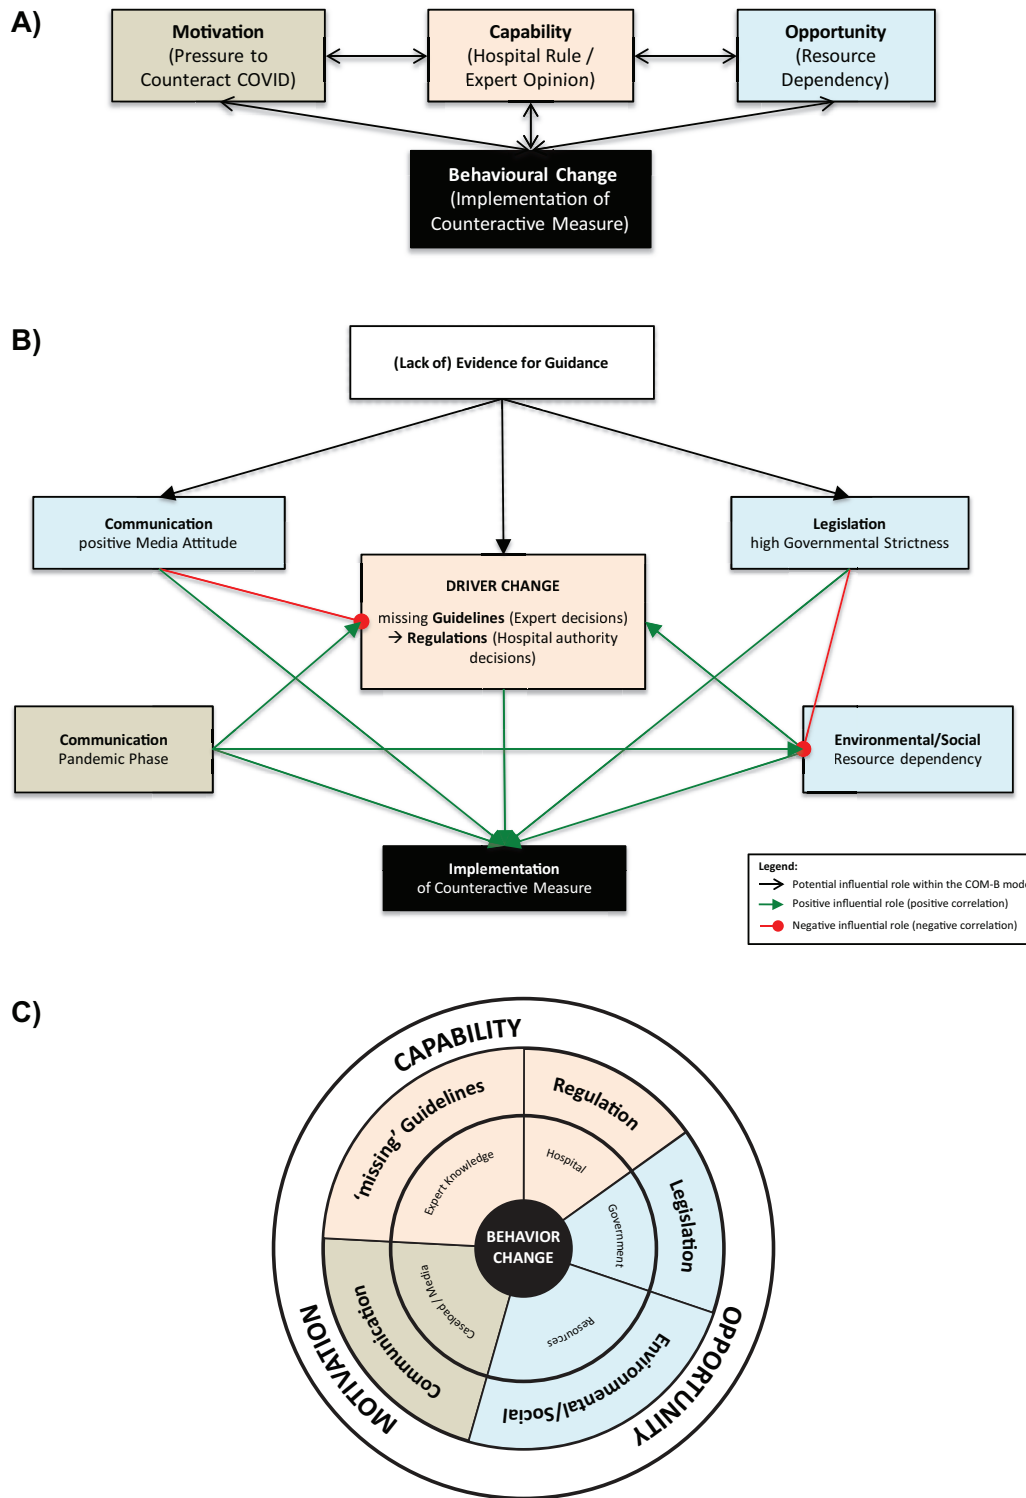 A)
Motivation
(Pressure to
Counteract COVID)
Capability
(Hospital Rule /
Expert Opinion)
Opportunity
(Resource
Dependency)
Behavioural Change
(Implementation of
Counteractive Measure)
B)
(Lack of) Evidence for Guidance
Communication
positive Media Attitude
Legislation
high Governmental Strictness
DRIVER CHANGE
missing Guidelines (Expert decisions)
→ Regulations (Hospital authority
decisions)
Communication
Pandemic Phase
Environmental/Social
Resource dependency
Implementation
of Counteractive Measure
Legend:
Potential influential role within the COM-B mode
Positive influential role (positive correlation)
Negative influential role (negative correlation)
C)
CAPABILITY
‘missing’ Guidelines
Regulation
Expert Knowledge
Hospital
Legislation
Government
BEHAVIOR
CHANGE
Caseload / Media
Communication
Resources
Environmental/Social
MOTIVATION
OPPORTUNITY